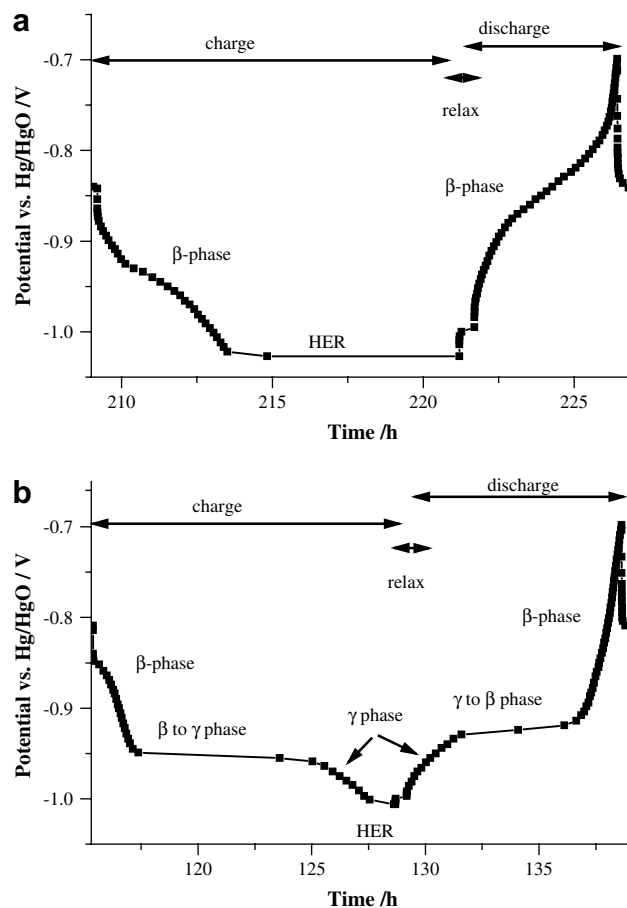 a
charge
discharge
relax
β-phase
β-phase
HER
Potential vs. Hg/HgO /V
-0.7
-0.8
-0.9
-1.0
210
215
220
225
Time /h
b
charge
discharge
relax
β-phase
β-phase
β to γ phase
γ phase
γ to β phase
HER
Potential vs. Hg/HgO / V
-0.7
-0.8
-0.9
-1.0
120
125
130
135
Time /h